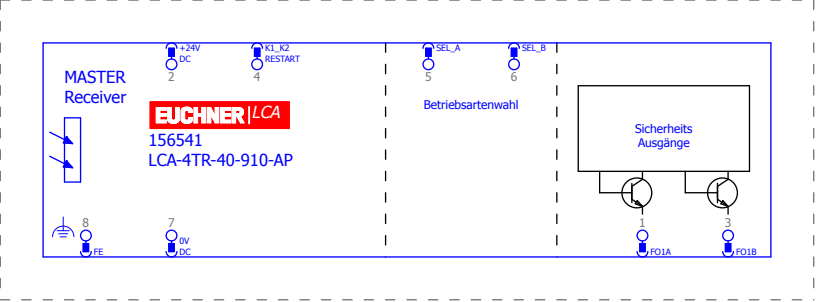 +24V
DC
2
K1_K2
RESTART
4
SEL_A
5
SEL_B
6
MASTER
Receiver
EUCHNER LCA
156541
LCA-4TR-40-910-AP
Betriebsartenwahl
Sicherheits
Ausgänge
8
FE
7
0V
DC
1
FO1A
3
FO1B